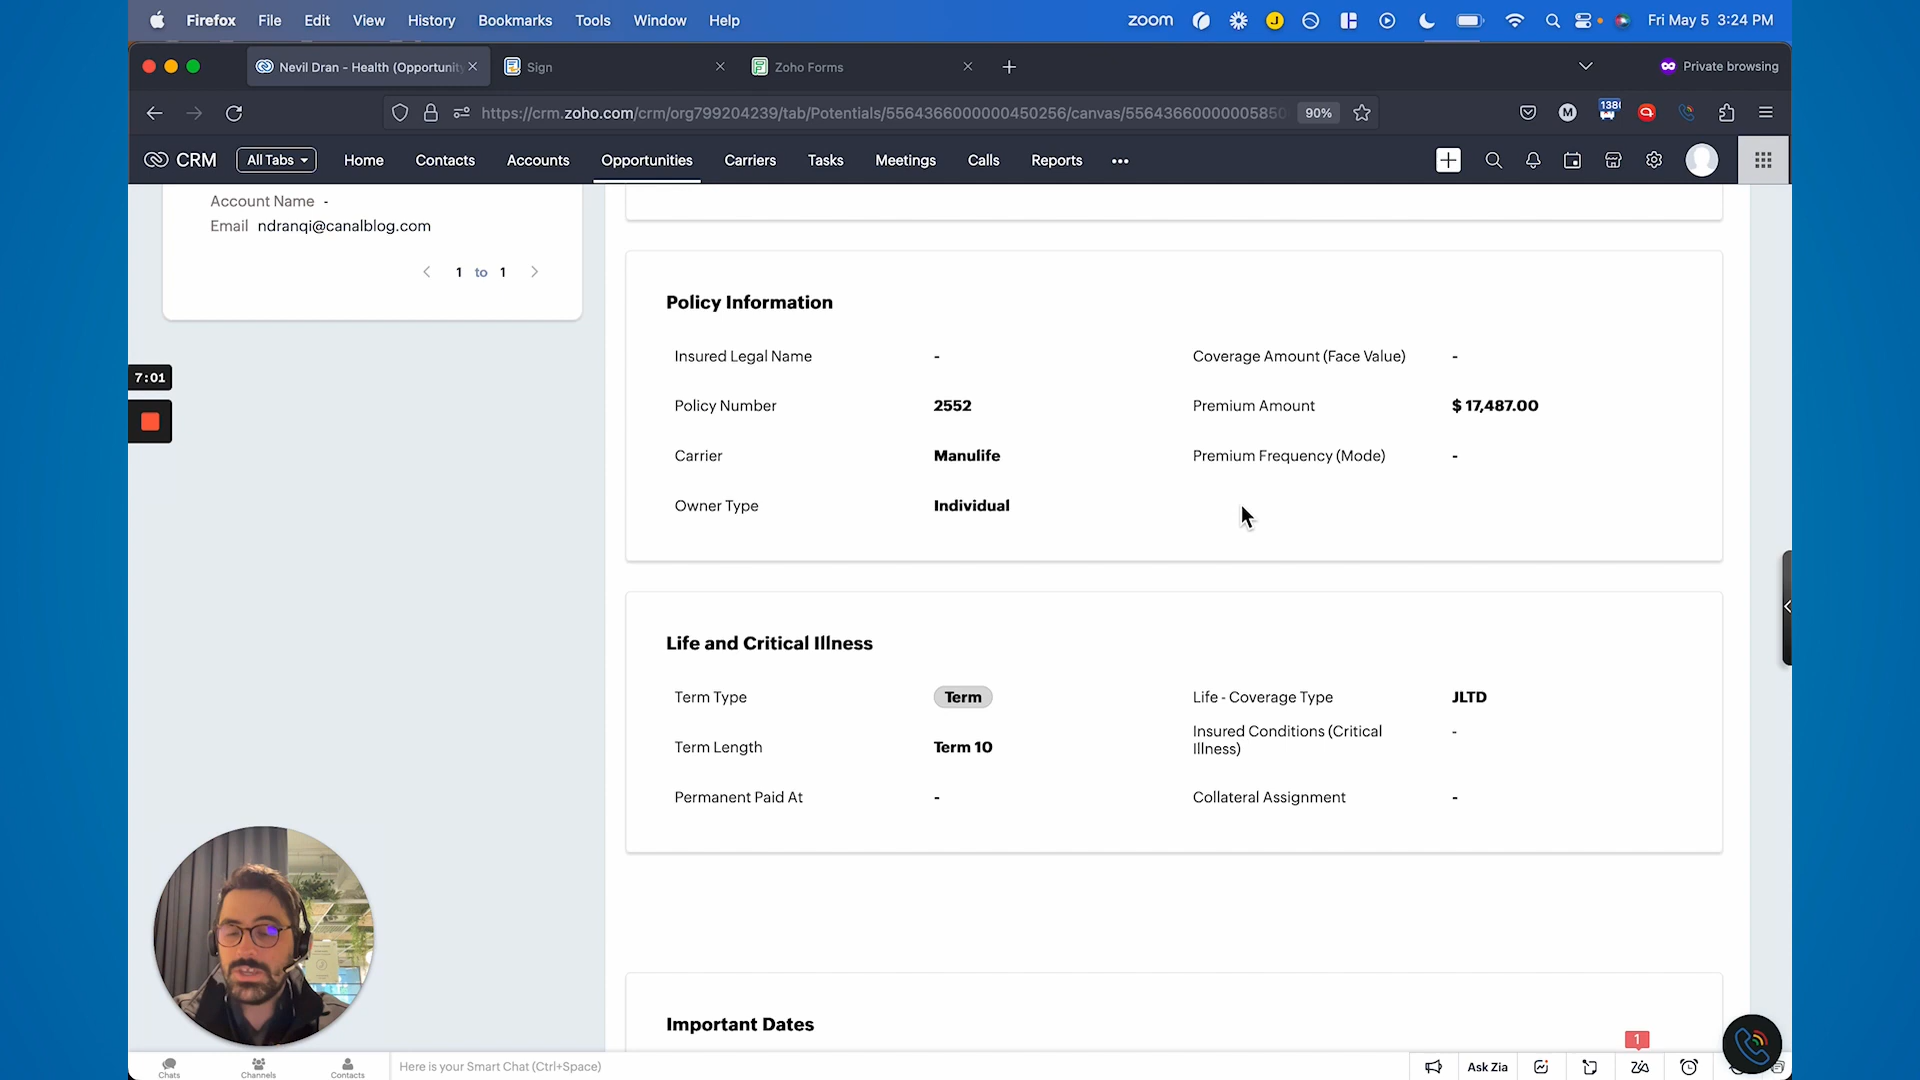 Firefox File Edit View History Bookmarks Tools Window Help zoom J Fri May 5 3:24 PM
Nevil Dran - Health (Opportunity Sign Zoho Forms Private browsing
https://crm.zoho.com/crm/org799204239/tab/Potentials/5564366000000450256/canvas/55643660000005850 90% M 138
CRM All Tabs Home Contacts Accounts Opportunities Carriers Tasks Meetings Calls Reports
Account Name -
Email ndranqi@canalblog.com
1 to 1
7:01
Policy Information
Insured Legal Name - Coverage Amount (Face Value) -
Policy Number 2552 Premium Amount $ 17,487.00
Carrier Manulife Premium Frequency (Mode) -
Owner Type Individual
Life and Critical Illness
Term Type Term Life - Coverage Type JLTD
Term Length Term 10 Insured Conditions (Critical Illness) -
Permanent Paid At - Collateral Assignment -
Important Dates
1
Chats Channels Contacts Here is your Smart Chat (Ctrl+Space) Ask Zia